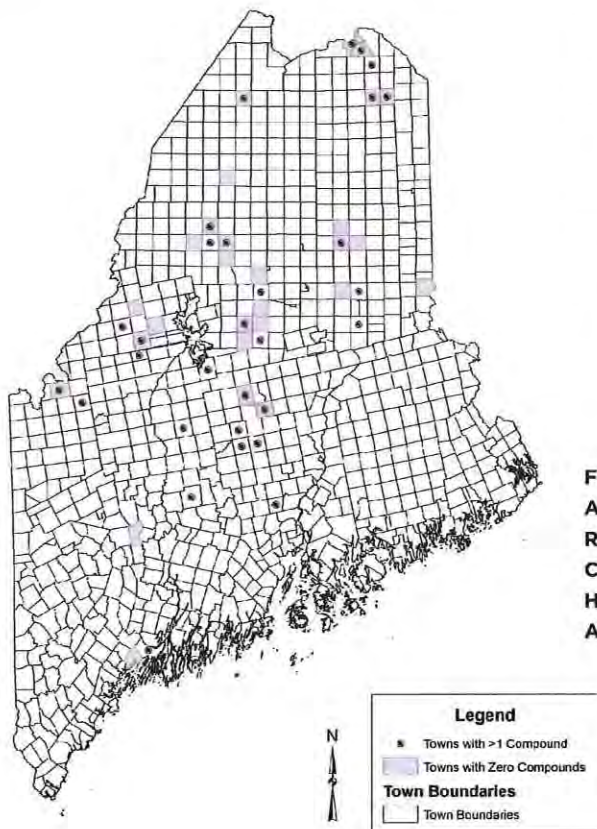 F
A
R
C
H
A
N
Legend
Towns with >1 Compound
Towns with Zero Compounds
Town Boundaries
Town Boundaries